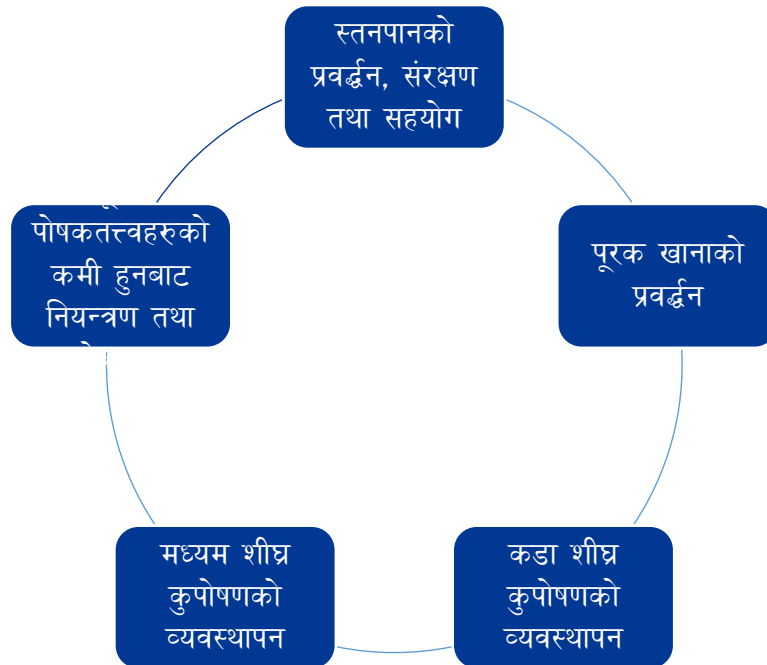 स्तनपानको
प्रवर्द्धन, संरक्षण
तथा सहयोग
पूरक खानाको
प्रवर्द्धन
कडा शीघ्र
कुपोषणको
व्यवस्थापन
मध्यम शीघ्र
कुपोषणको
व्यवस्थापन
पोषकतत्त्वहरुको
कमी हुनबाट
नियन्त्रण तथा